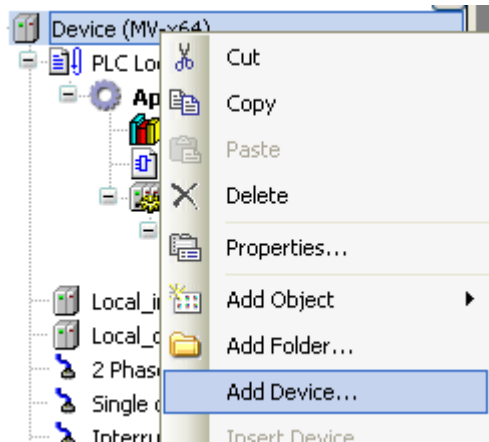 Device (MV-x64)
PLC Lo
Cut
Ap
Copy
Paste
Delete
Properties...
Local_i
Add Object
Local_
Add Folder...
2 Phas
Add Device...
Single
Interru
Insert Device